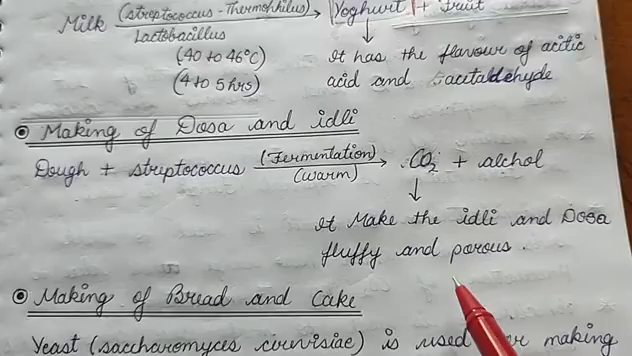 Milk (streptococcus - Thermophilus) → Yoghurt + fruit
Lactobacillus
(40 to 46°C)
(4 to 5 hrs)
↓
It has the flavour of acitic
acid and acetaldehyde
Making of Dosa and idli
Dough + streptococcus (Fermentation) → CO2 + alchol
(warm)
↓
It Make the idli and Dosa
fluffy and porous.
Making of Bread and Cake
Yeast (saccharomyces cirevisiae) is used making